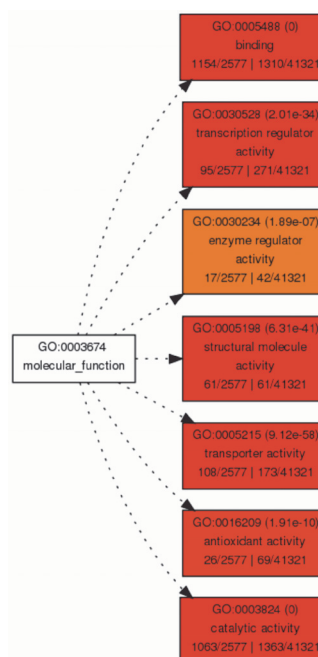 GO:0005488 (0)
binding
1154/2577 | 1310/41321
GO:0030528 (2.01e-34)
transcription regulator
activity
95/2577 | 271/41321
GO:0030234 (1.89e-07)
enzyme regulator
activity
17/2577 | 42/41321
GO:0003674
molecular_function
GO:0005198 (6.31e-41)
structural molecule
activity
61/2577 | 61/41321
GO:0005215 (9.12e-58)
transporter activity
108/2577 | 173/41321
GO:0016209 (1.91e-10)
antioxidant activity
26/2577 | 69/41321
GO:0003824 (0)
catalytic activity
1063/2577 | 1363/41321